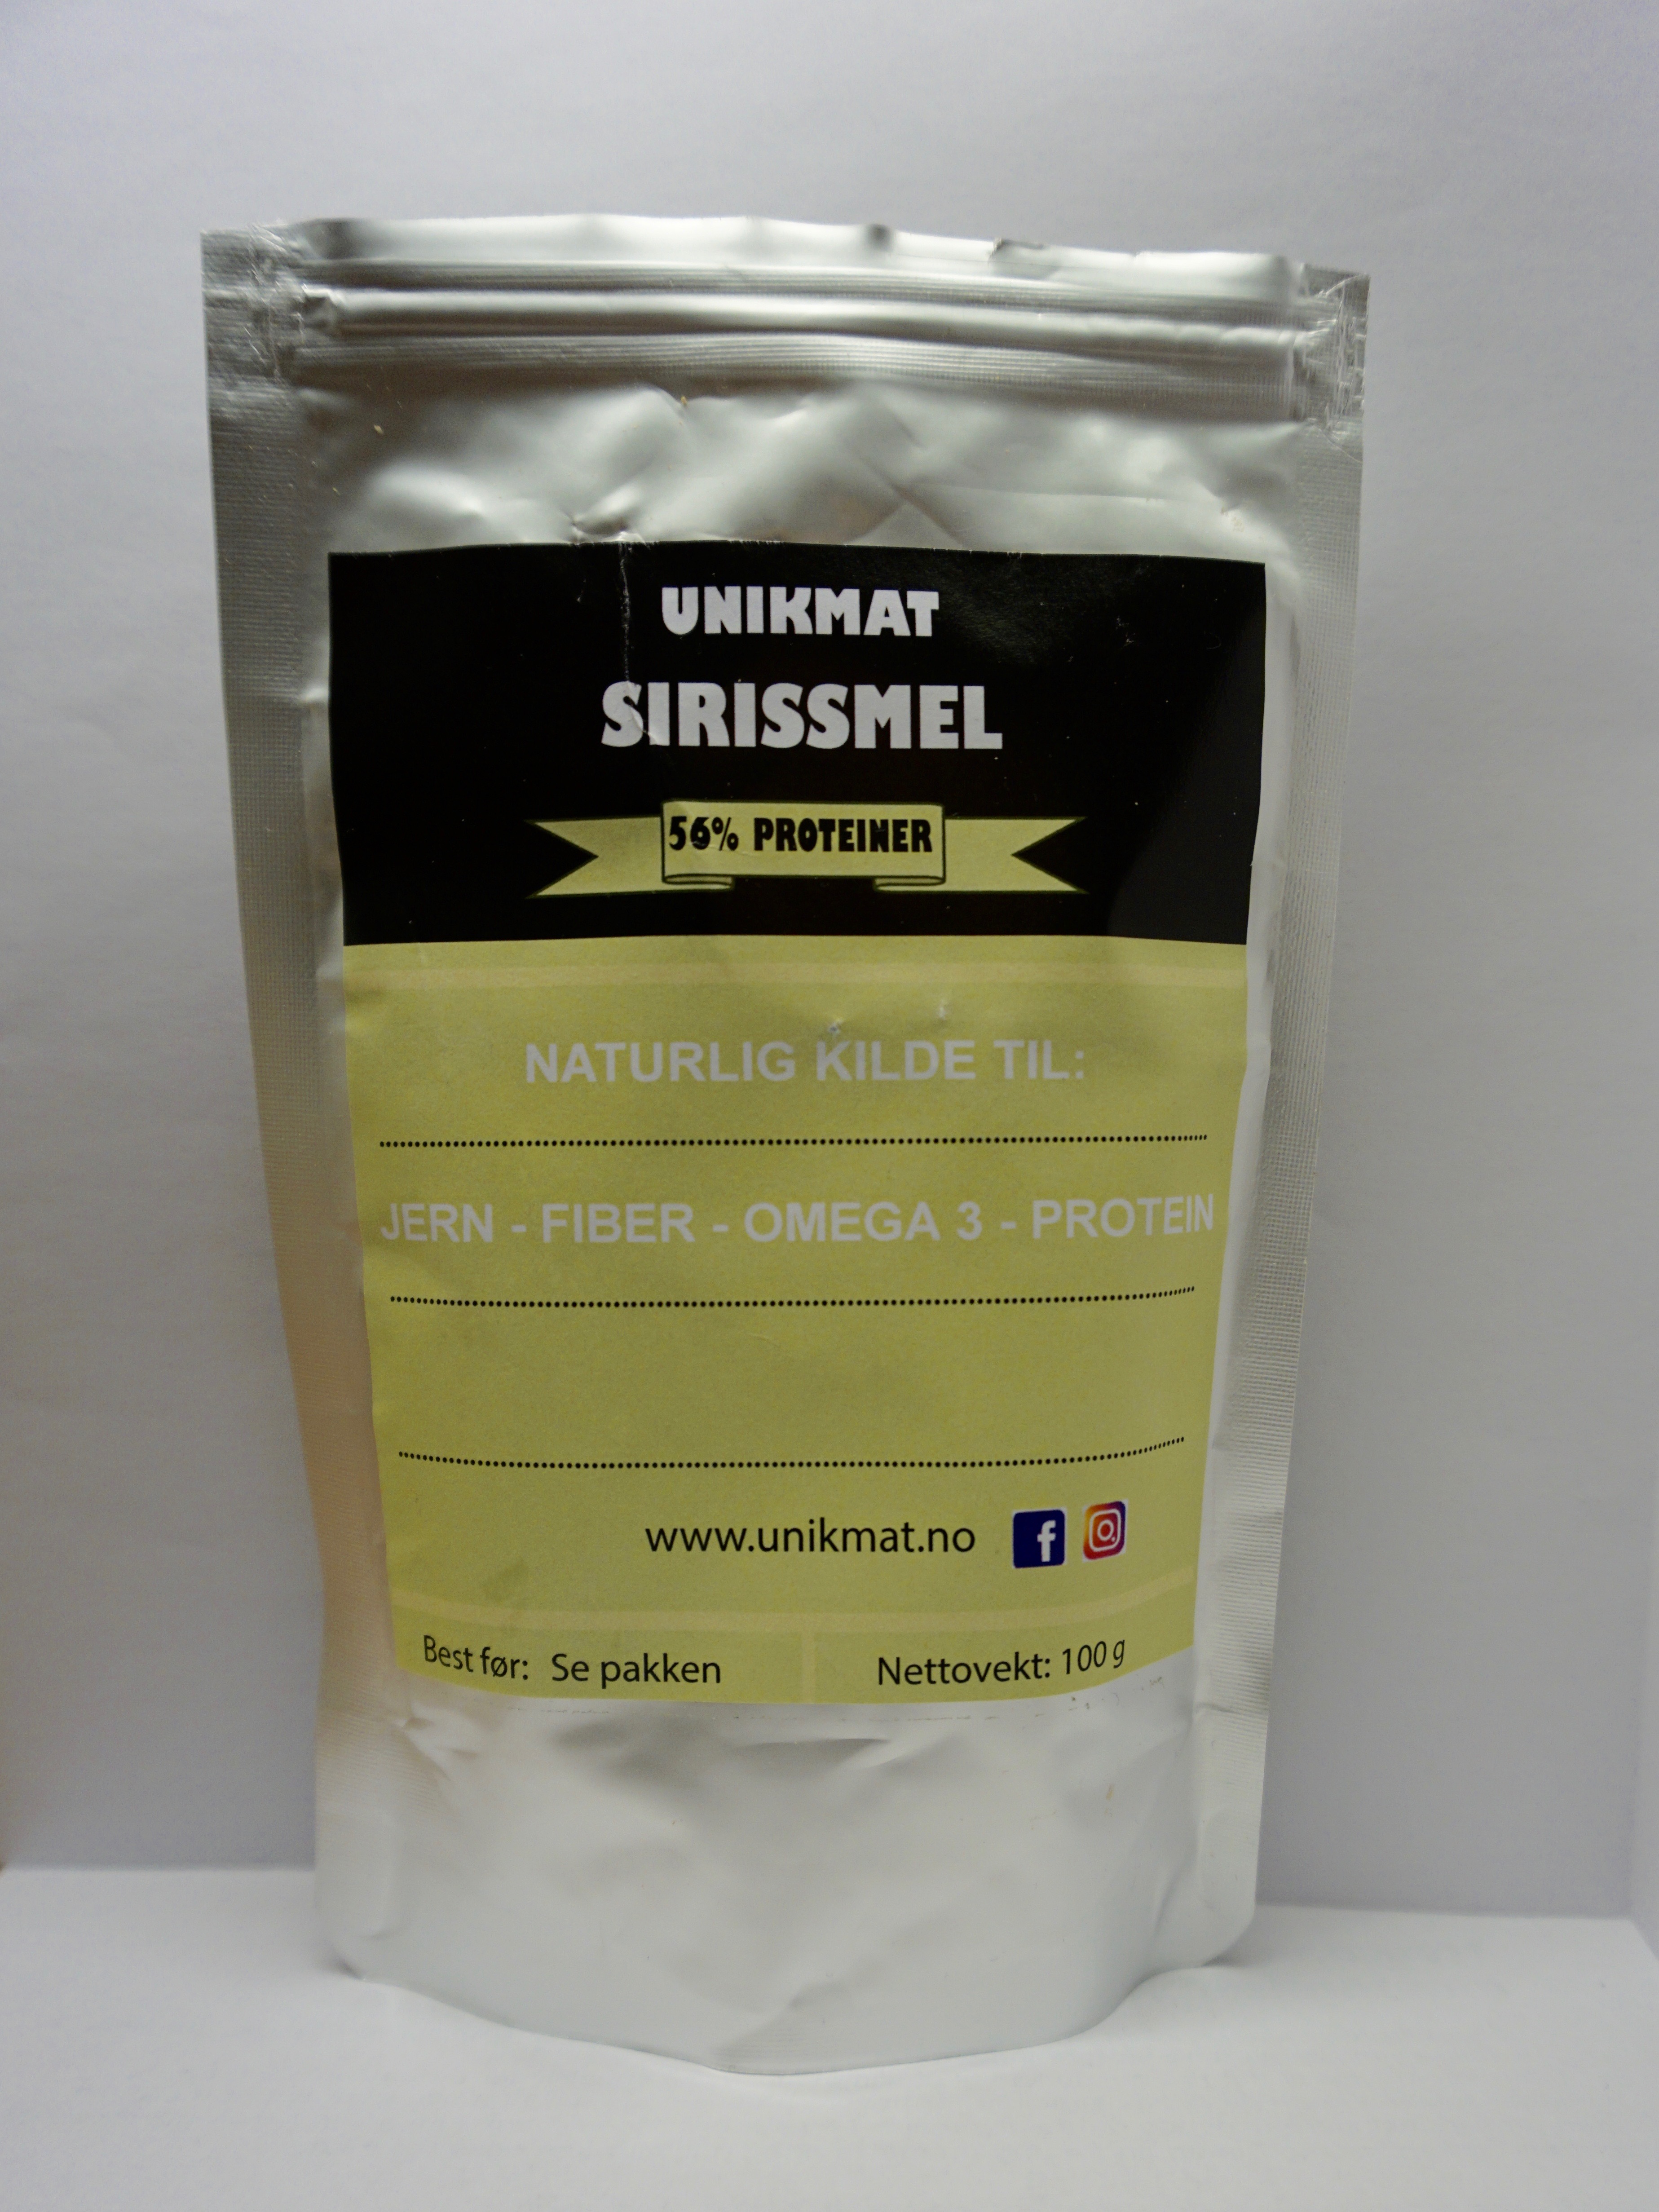 UNIKMAT
SIRISSMEL
56% PROTEINER
NATURLIG KILDE TIL:
JERN - FIBER - OMEGA 3 - PROTEIN
www.unikmat.no
Best før: Se pakken
Nettovekt: 100 g